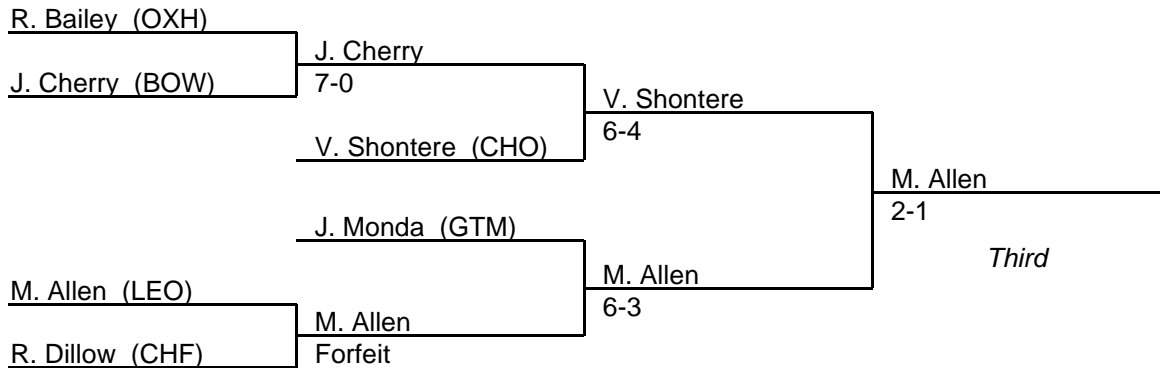 R. Bailey (OXH)
J. Cherry (BOW)
J. Cherry
7-0
V. Shontere (CHO)
V. Shontere
6-4
J. Monda (GTM)
M. Allen (LEO)
R. Dillow (CHF)
M. Allen
Forfeit
M. Allen
6-3
M. Allen
2-1
Third